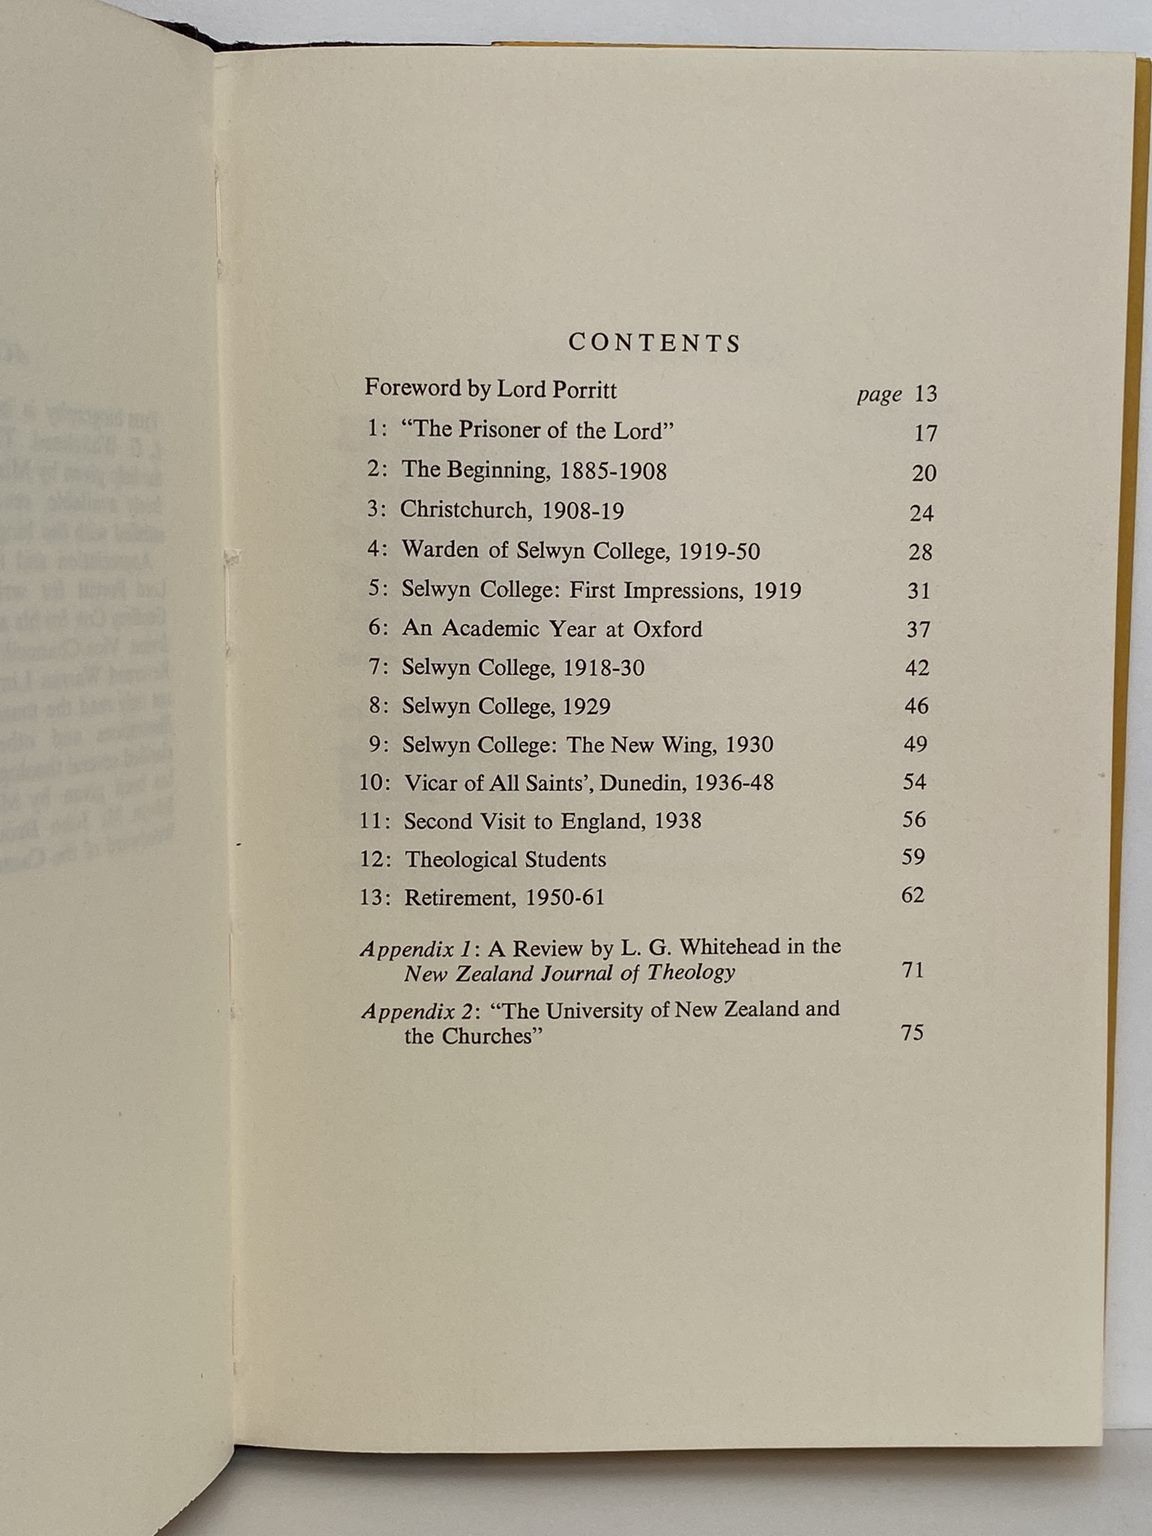 CONTENTS
Foreword by Lord Porritt page 13
1: “The Prisoner of the Lord” 17
2: The Beginning, 1885-1908 20
3: Christchurch, 1908-19 24
4: Warden of Selwyn College, 1919-50 28
5: Selwyn College: First Impressions, 1919 31
6: An Academic Year at Oxford 37
7: Selwyn College, 1918-30 42
8: Selwyn College, 1929 46
9: Selwyn College: The New Wing, 1930 49
10: Vicar of All Saints’, Dunedin, 1936-48 54
11: Second Visit to England, 1938 56
12: Theological Students 59
13: Retirement, 1950-61 62
Appendix 1: A Review by L. G. Whitehead in the
New Zealand Journal of Theology 71
Appendix 2: “The University of New Zealand and
the Churches” 75